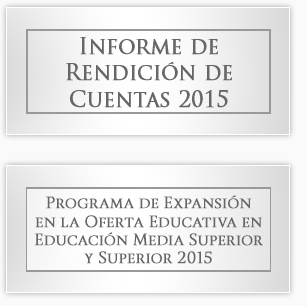 Informe de
Rendición de
Cuentas 2015
Programa de Expansión
en la Oferta Educativa en
Educación Media Superior
y Superior 2015